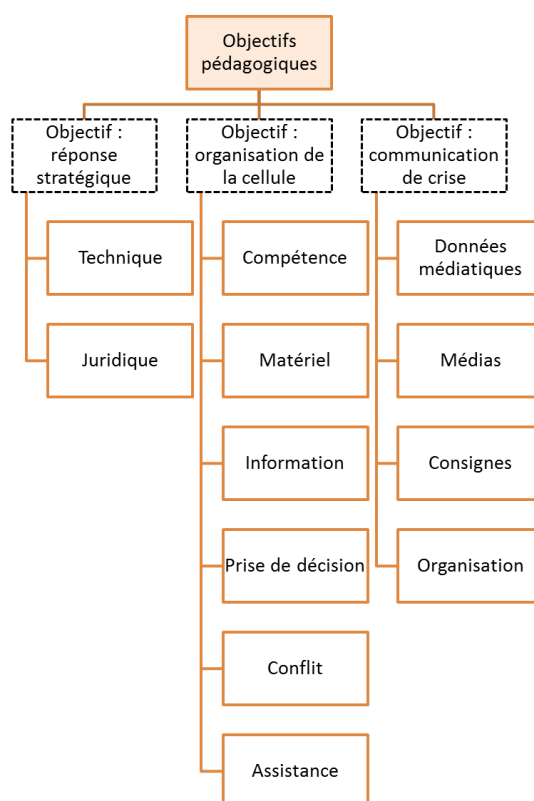 Objectifs
pédagogiques
Objectif :
réponse
stratégique
Objectif :
organisation de
la cellule
Objectif :
communication
de crise
Technique
Juridique
Compétence
Matériel
Information
Prise de décision
Conflit
Assistance
Données
médiatiques
Médias
Consignes
Organisation